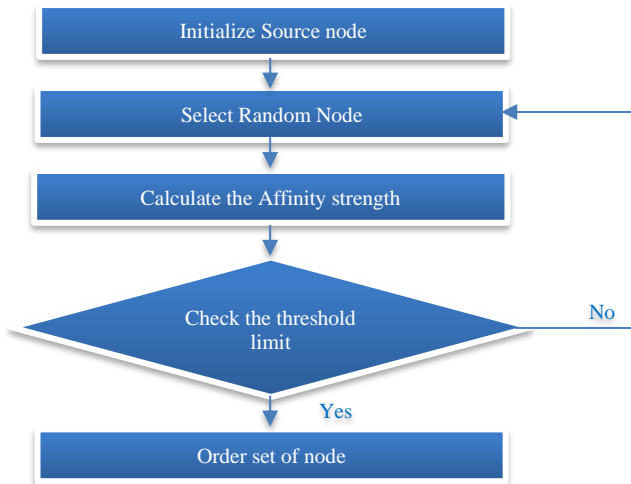 Initialize Source node
Select Random Node
Calculate the Affinity strength
Check the threshold
limit
No
Yes
Order set of node